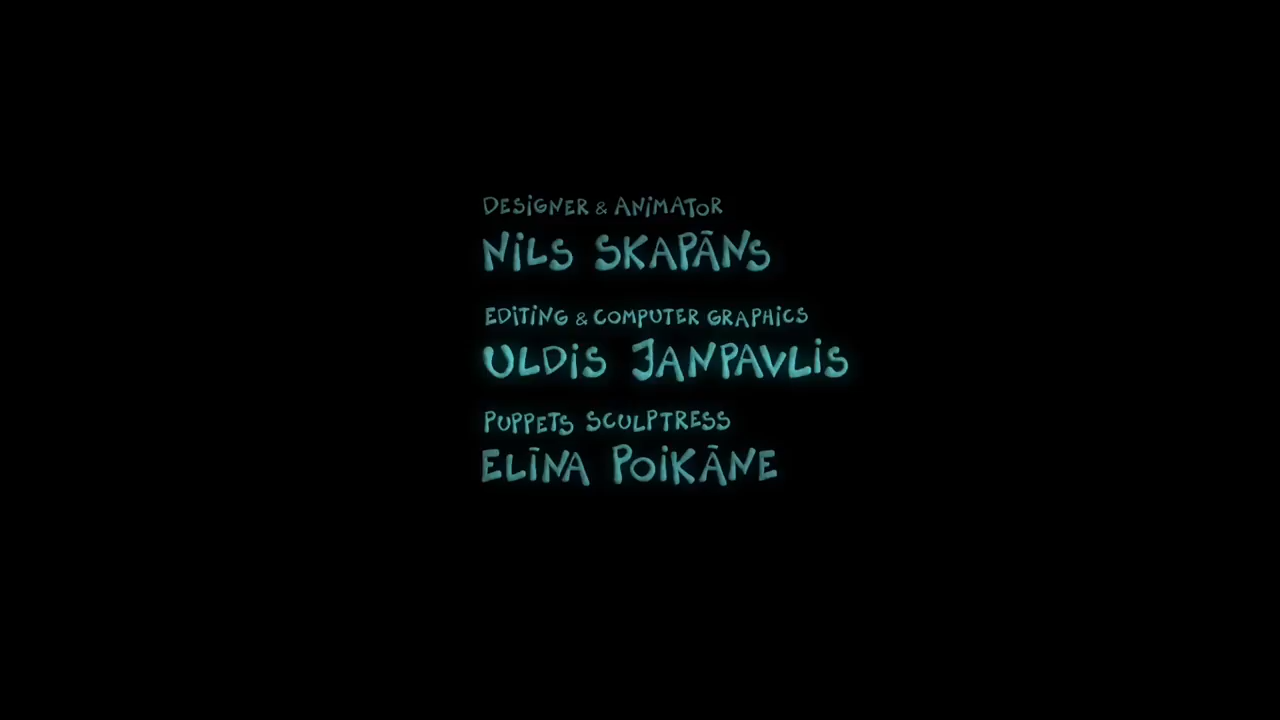 DESiGNER & ANiMATOR
NiLS SKAPĀNS
EDiTiNG & COMPUTER GRAPHiCS
ULDiS JANPAVLiS
PUPPETS SCULPTRESS
ELĪNA POiKĀNE